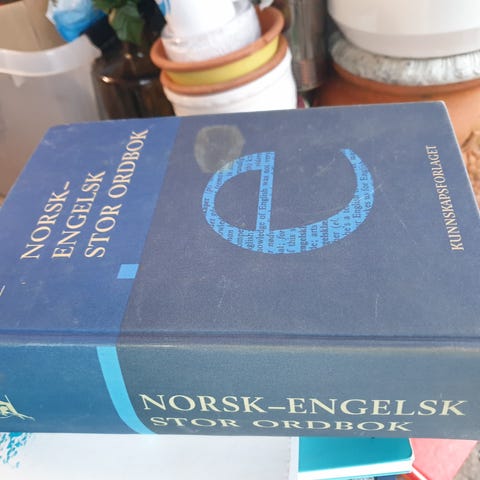 NORSK–
ENGELSK
STOR ORDBOK
e
KUNNSKAPSFORLAGET
NORSK–ENGELSK
STOR ORDBOK